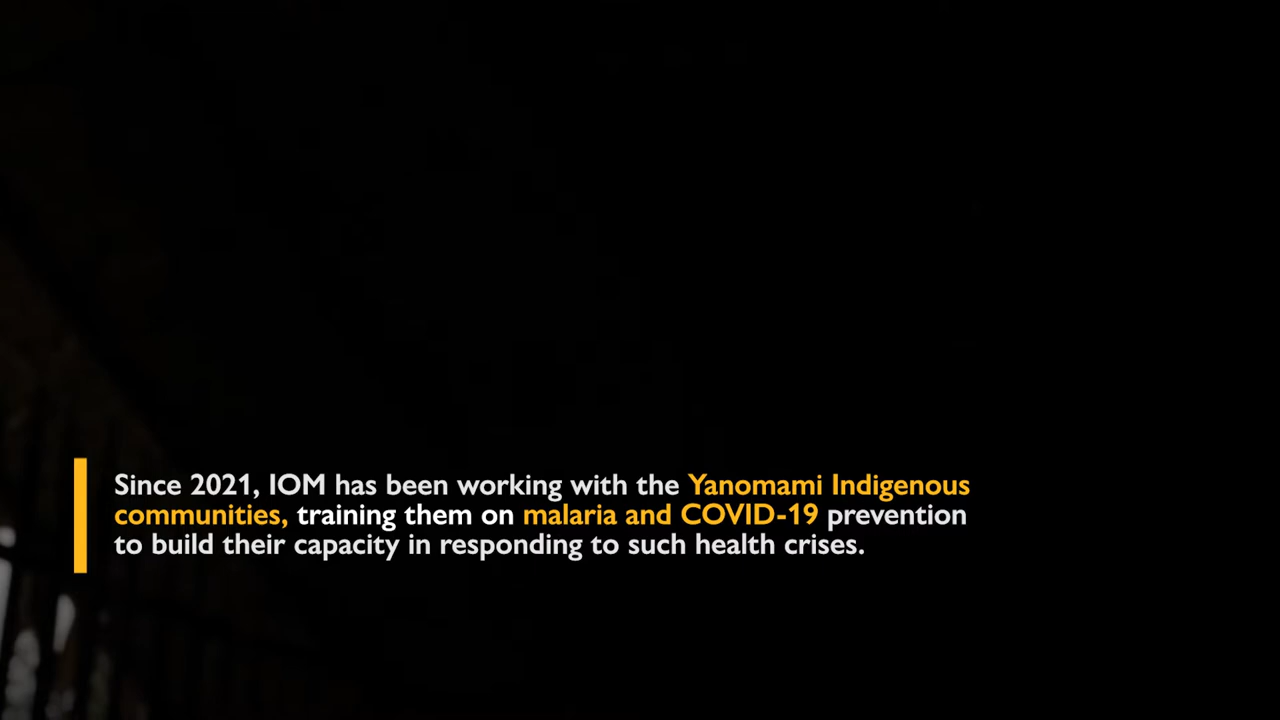 Since 2021, IOM has been working with the Yanomami Indigenous
communities, training them on malaria and COVID-19 prevention
to build their capacity in responding to such health crises.